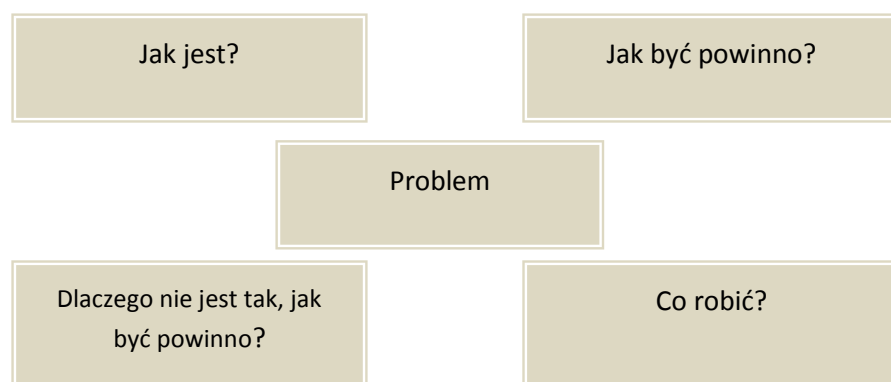 Jak jest?
Jak być powinno?
Problem
Dlaczego nie jest tak, jak
być powinno?
Co robić?